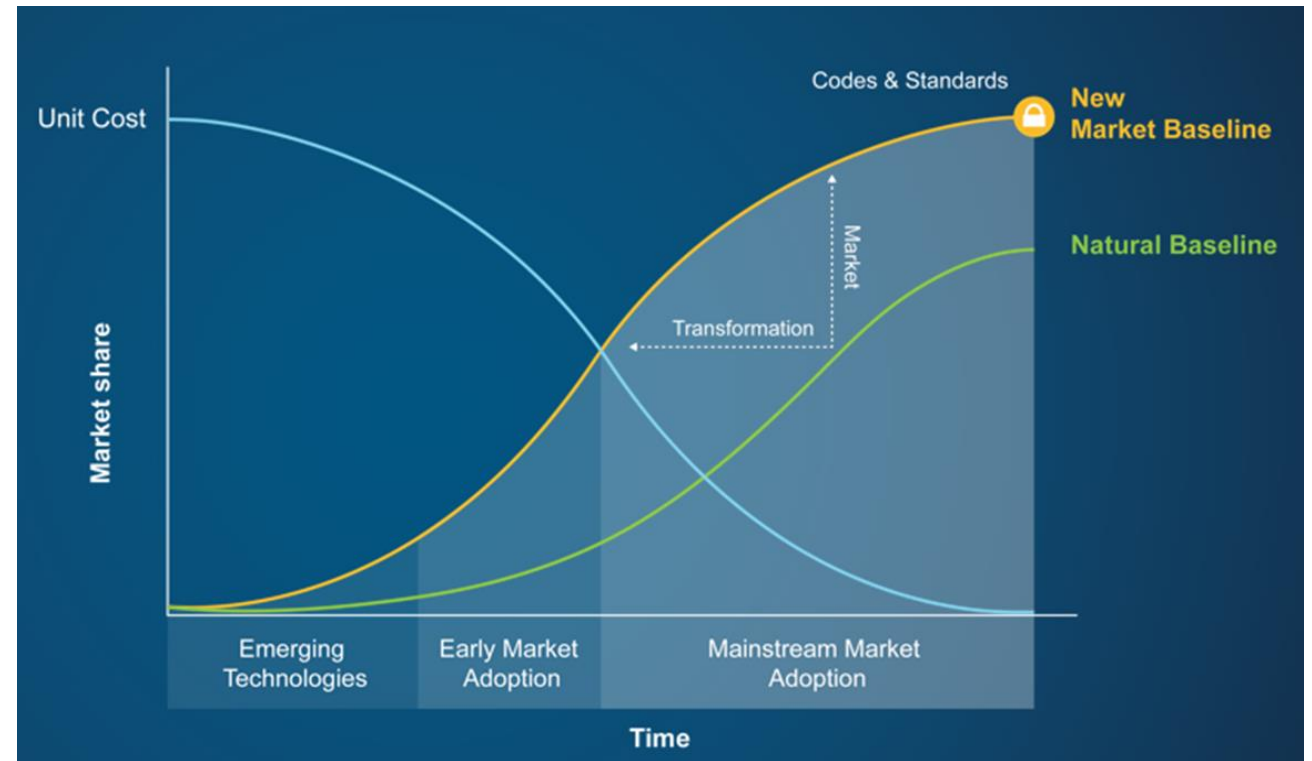 Codes & Standards
New
Market Baseline
Unit Cost
Market
Natural Baseline
Transformation
Market share
Emerging
Technologies
Early Market
Adoption
Mainstream Market
Adoption
Time